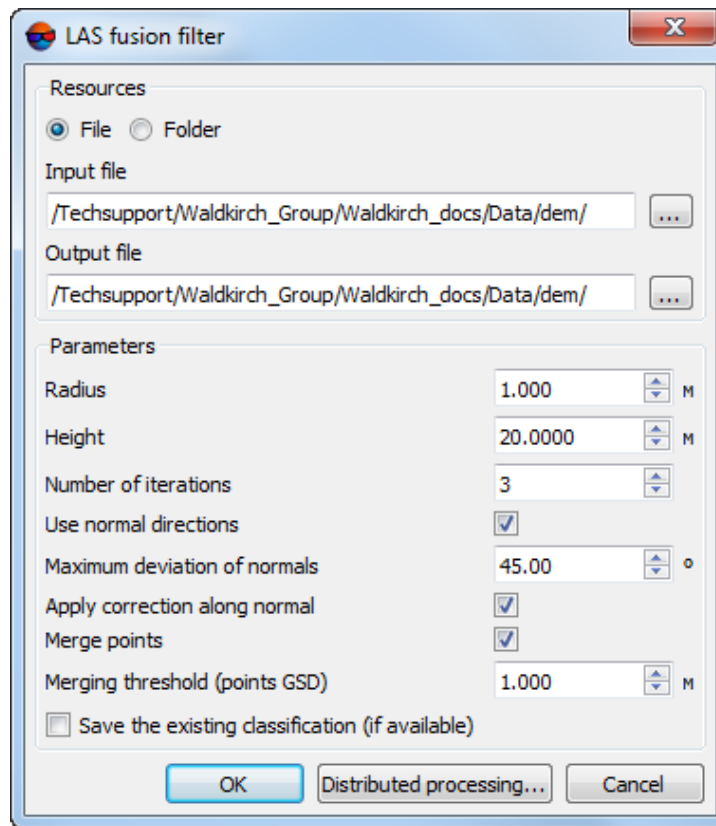 LAS fusion filter
Resources
File Folder
Input file
/Techsupport/Waldkirch_Group/Waldkirch_docs/Data/dem/ ...
Output file
/Techsupport/Waldkirch_Group/Waldkirch_docs/Data/dem/ ...
Parameters
Radius 1.000 м
Height 20.0000 м
Number of iterations 3
Use normal directions
Maximum deviation of normals 45.00 °
Apply correction along normal
Merge points
Merging threshold (points GSD) 1.000 м
Save the existing classification (if available)
OK Distributed processing... Cancel